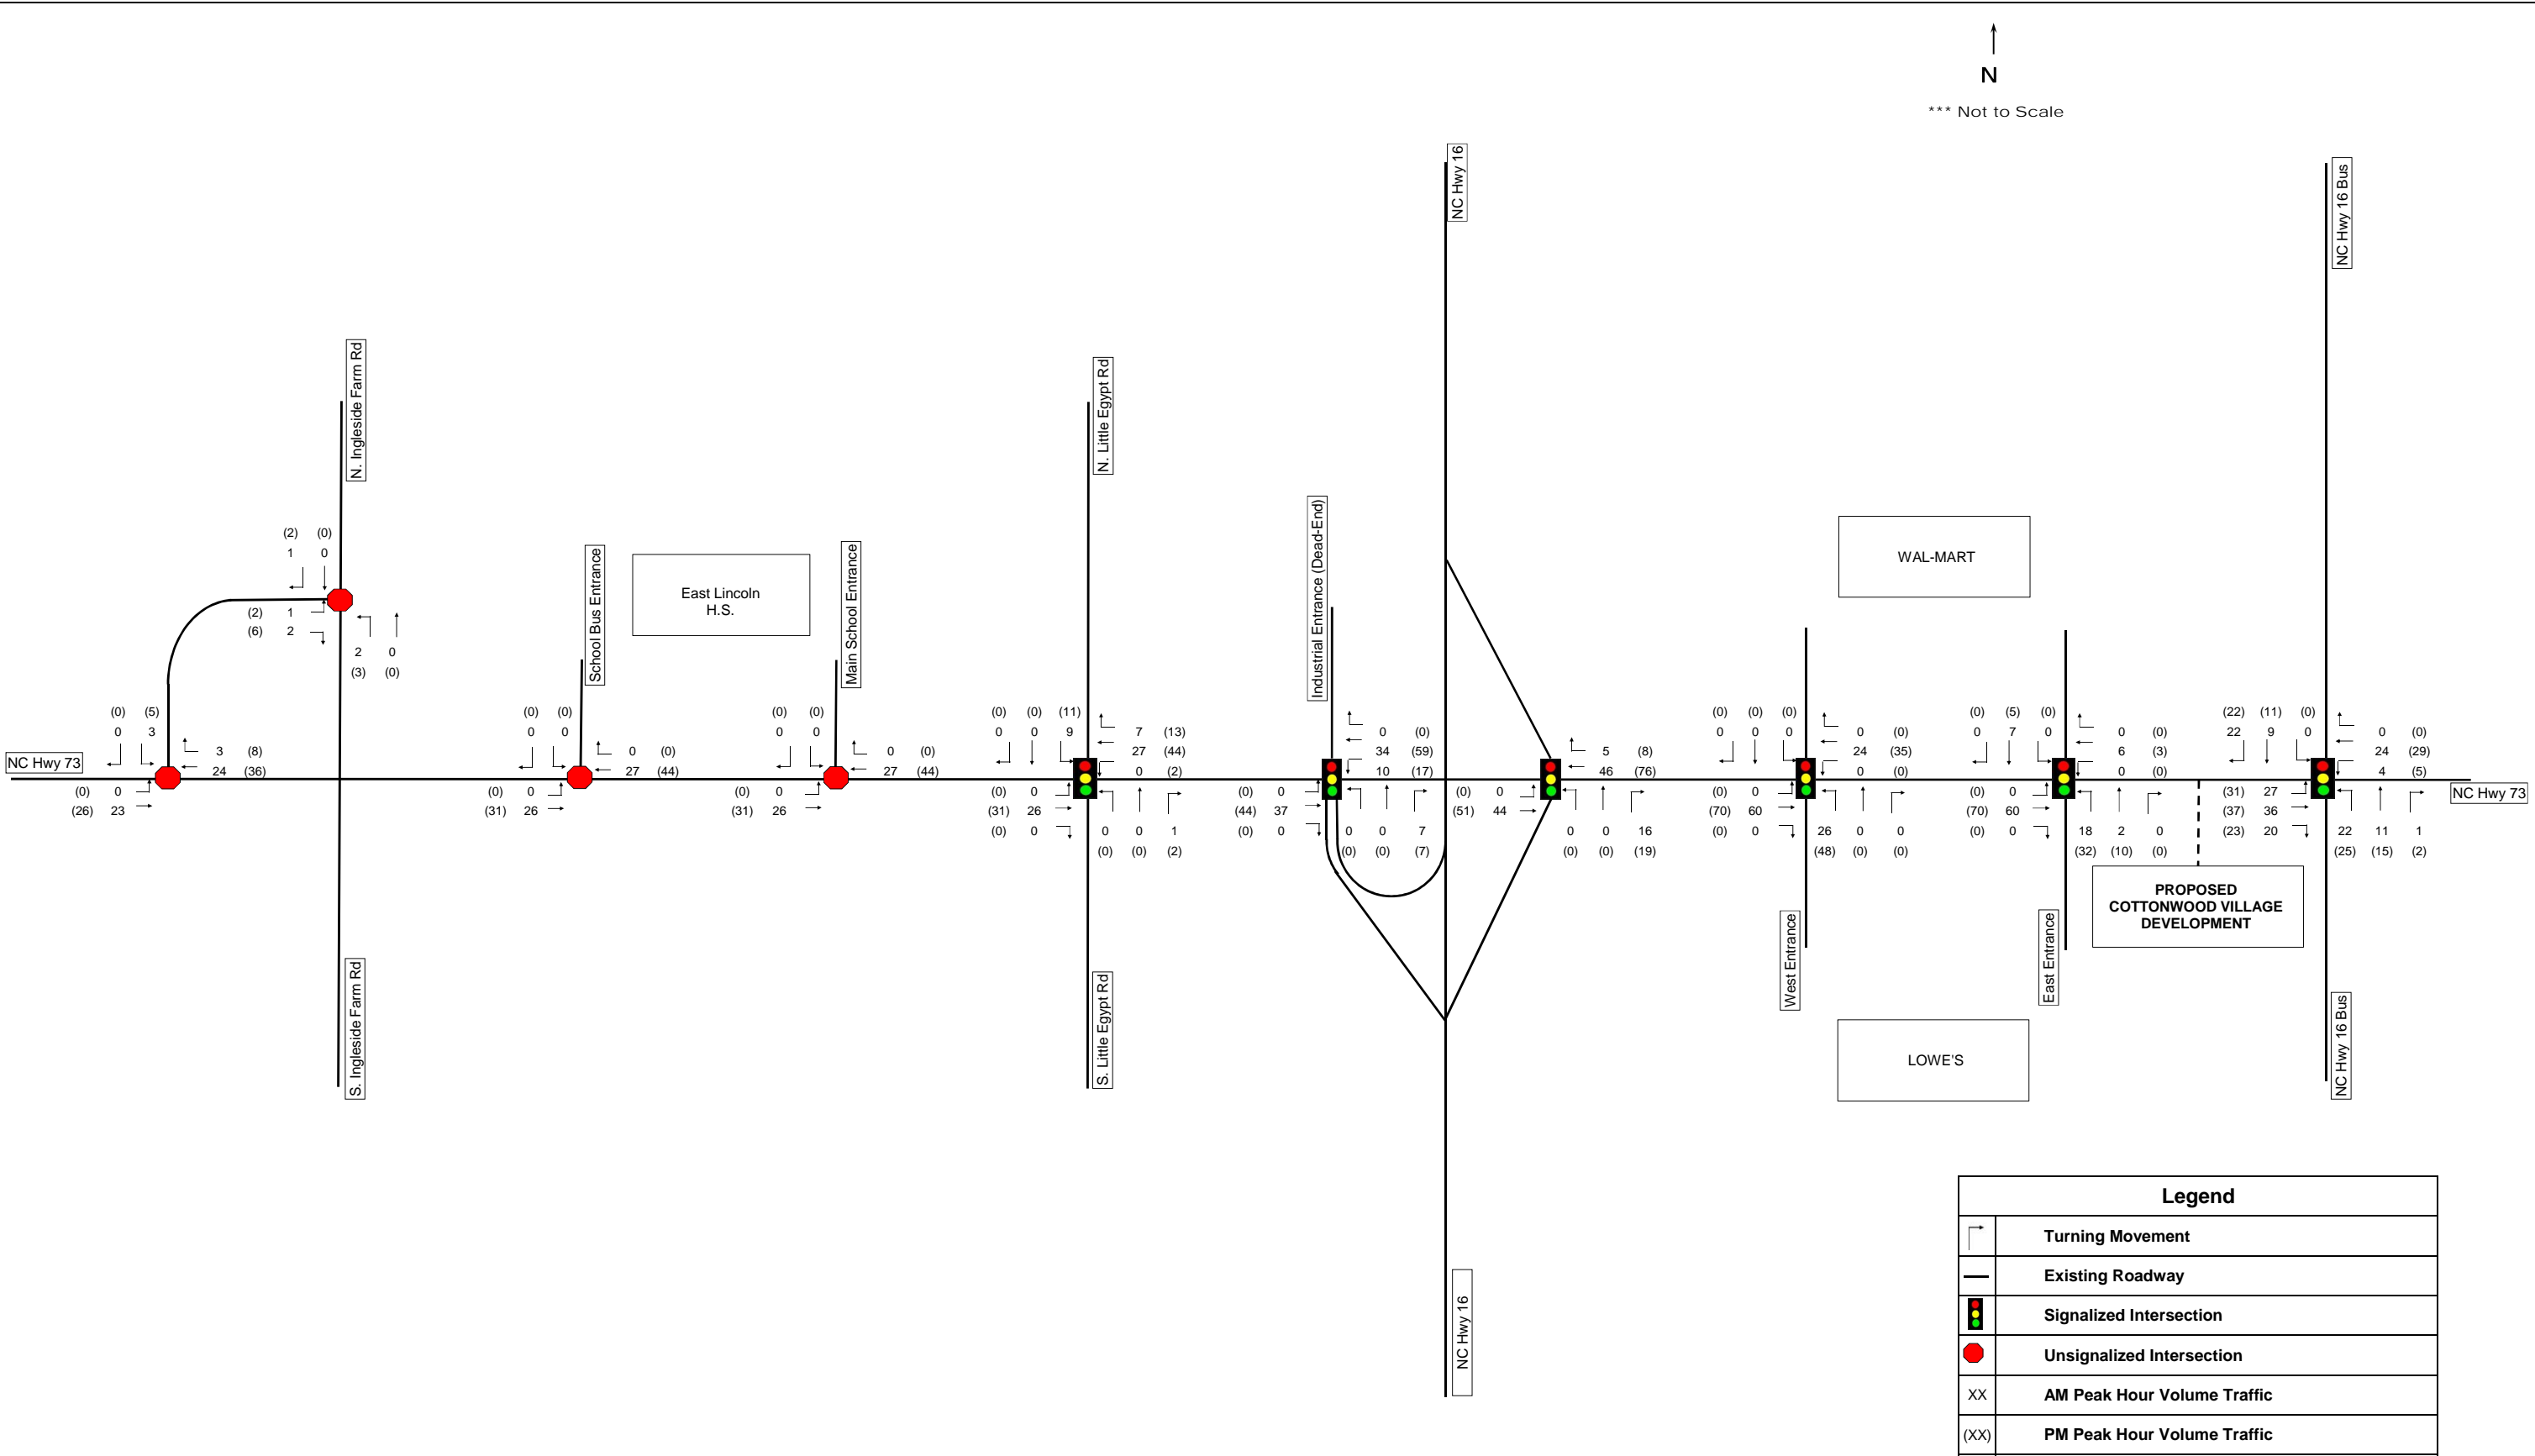 N
*** Not to Scale
NC Hwy 16
NC Hwy 16 Bus
N. Ingleside Farm Rd
N. Little Egypt Rd
Industrial Entrance (Dead-End)
School Bus Entrance
Main School Entrance
East Lincoln
H.S.
WAL-MART
(2) (0)
1 0
(2) 1
(6) 2
2 0
(3) (0)
NC Hwy 73
(0) (5)
0 3
3 (8)
24 (36)
(0) 0
(26) 23
(0) (0)
0 0
0 (0)
27 (44)
(0) 0
(31) 26
(0) (0)
0 0
0 (0)
27 (44)
(0) 0
(31) 26
(0) (0) (11)
0 0 9
7 (13)
27 (44)
0 (2)
(0) 0
(31) 26
(0) 0
0 0 1
(0) (0) (2)
0 (0)
34 (59)
10 (17)
(0) 0
(44) 37
(0) 0
0 0 7
(0) (0) (7)
5 (8)
46 (76)
(0) 0
(51) 44
0 0 16
(0) (0) (19)
(0) (0) (0)
0 0 0
0 (0)
24 (35)
0 (0)
(0) 0
(70) 60
(0) 0
26 0 0
(48) (0) (0)
(0) (5) (0)
0 7 0
0 (0)
6 (3)
0 (0)
(0) 0
(70) 60
(0) 0
18 2 0
(32) (10) (0)
(22) (11) (0)
22 9 0
0 (0)
24 (29)
4 (5)
(31) 27
(37) 36
(23) 20
22 11 1
(25) (15) (2)
NC Hwy 73
PROPOSED
COTTONWOOD VILLAGE
DEVELOPMENT
S. Ingleside Farm Rd
S. Little Egypt Rd
West Entrance
East Entrance
NC Hwy 16 Bus
LOWE'S
NC Hwy 16
Legend
Turning Movement
Existing Roadway
Signalized Intersection
Unsignalized Intersection
XX AM Peak Hour Volume Traffic
(XX) PM Peak Hour Volume Traffic